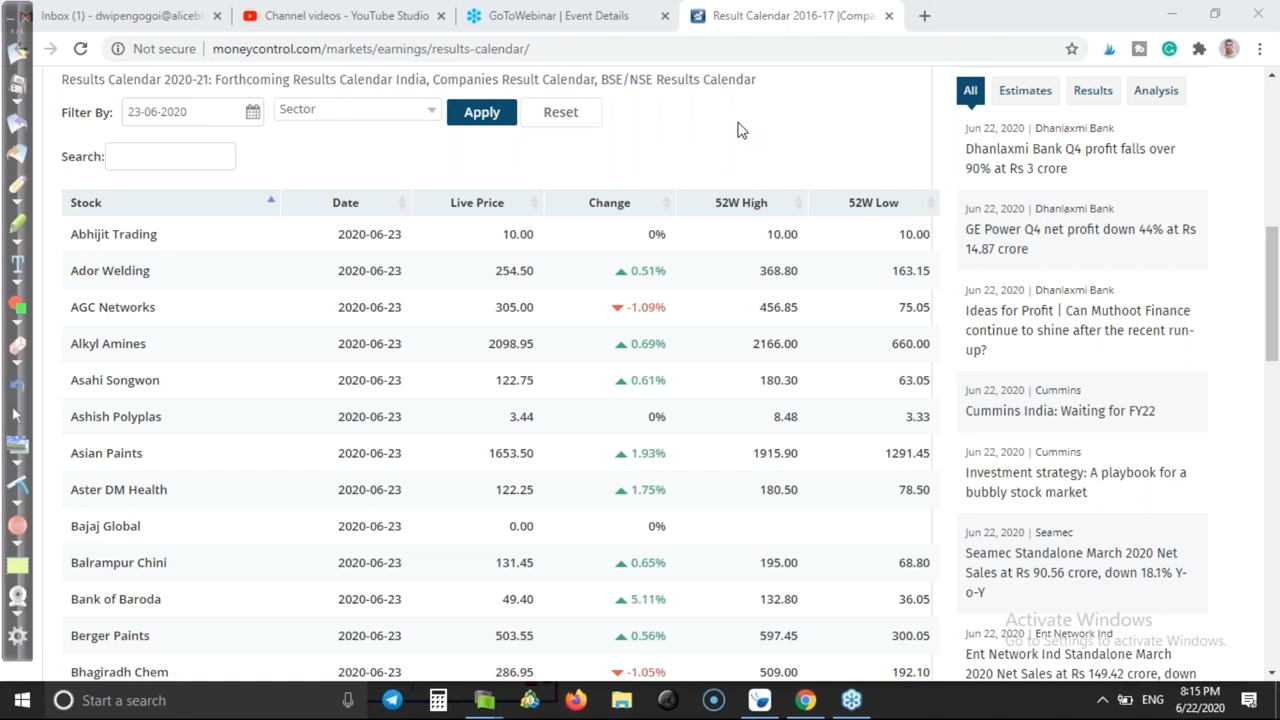 Inbox (1) - dwipengogoi@alicebl
Channel videos - YouTube Studio
GoToWebinar | Event Details
Result Calendar 2016-17 |Compa
Not secure | moneycontrol.com/markets/earnings/results-calendar/
Results Calendar 2020-21: Forthcoming Results Calendar India, Companies Result Calendar, BSE/NSE Results Calendar
Filter By: 23-06-2020 Sector Apply Reset
Search:
Stock Date Live Price Change 52W High 52W Low
Abhijit Trading 2020-06-23 10.00 0% 10.00 10.00
Ador Welding 2020-06-23 254.50 0.51% 368.80 163.15
AGC Networks 2020-06-23 305.00 -1.09% 456.85 75.05
Alkyl Amines 2020-06-23 2098.95 0.69% 2166.00 660.00
Asahi Songwon 2020-06-23 122.75 0.61% 180.30 63.05
Ashish Polyplas 2020-06-23 3.44 0% 8.48 3.33
Asian Paints 2020-06-23 1653.50 1.93% 1915.90 1291.45
Aster DM Health 2020-06-23 122.25 1.75% 180.50 78.50
Bajaj Global 2020-06-23 0.00 0%
Balrampur Chini 2020-06-23 131.45 0.65% 195.00 68.80
Bank of Baroda 2020-06-23 49.40 5.11% 132.80 36.05
Berger Paints 2020-06-23 503.55 0.56% 597.45 300.05
Bhagiradh Chem 2020-06-23 286.95 -1.05% 509.00 192.10
All Estimates Results Analysis
Jun 22, 2020 | Dhanlaxmi Bank
Dhanlaxmi Bank Q4 profit falls over
90% at Rs 3 crore
Jun 22, 2020 | Dhanlaxmi Bank
GE Power Q4 net profit down 44% at Rs
14.87 crore
Jun 22, 2020 | Dhanlaxmi Bank
Ideas for Profit | Can Muthoot Finance
continue to shine after the recent run-
up?
Jun 22, 2020 | Cummins
Cummins India: Waiting for FY22
Jun 22, 2020 | Cummins
Investment strategy: A playbook for a
bubbly stock market
Jun 22, 2020 | Seamec
Seamec Standalone March 2020 Net
Sales at Rs 90.56 crore, down 18.1% Y-
o-Y
Activate Windows
Go to Settings to activate Windows.
Jun 22, 2020 | Ent Network Ind
Ent Network Ind Standalone March
2020 Net Sales at Rs 149.42 crore, down
Start a search
ENG
8:15 PM
6/22/2020